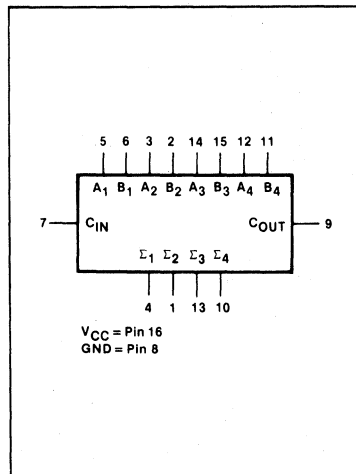 5 6 3 2 14 15 12 11
A1 B1 A2 B2 A3 B3 A4 B4
7 CIN COUT 9
Σ1 Σ2 Σ3 Σ4
4 1 13 10
VCC = Pin 16
GND = Pin 8